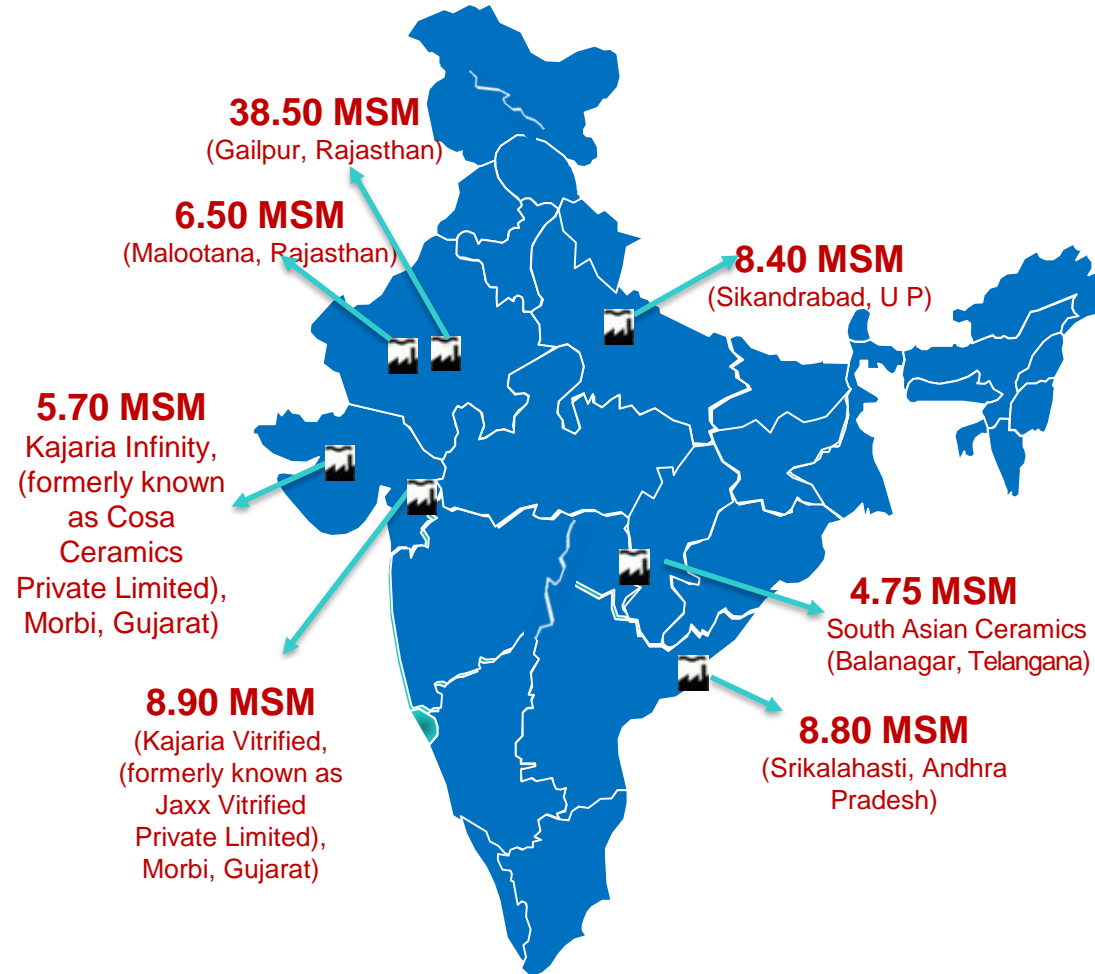 38.50 MSM
(Gailpur, Rajasthan)
6.50 MSM
(Malootana, Rajasthan)
8.40 MSM
(Sikandrabad, U P)
5.70 MSM
Kajaria Infinity,
(formerly known
as Cosa
Ceramics
Private Limited),
Morbi, Gujarat)
4.75 MSM
South Asian Ceramics
(Balanagar, Telangana)
8.90 MSM
(Kajaria Vitrified,
(formerly known as
Jaxx Vitrified
Private Limited),
Morbi, Gujarat)
8.80 MSM
(Srikalahasti, Andhra
Pradesh)